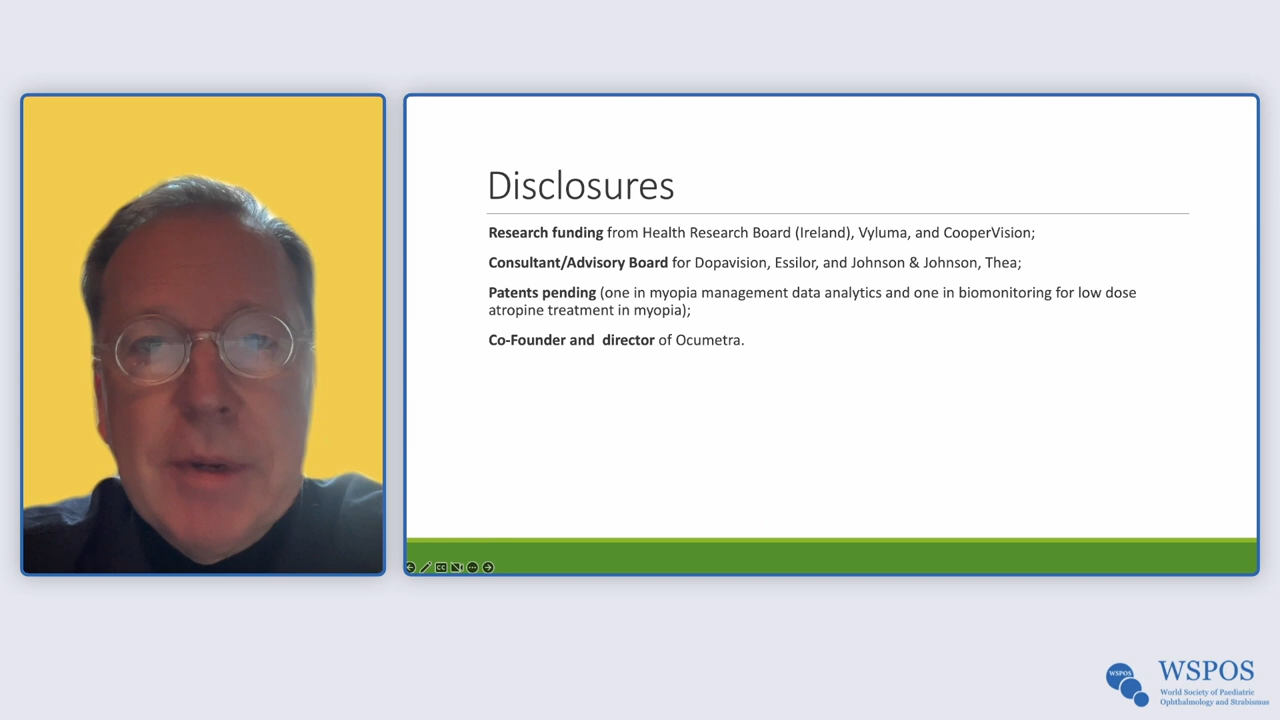 Disclosures
Research funding from Health Research Board (Ireland), Vyluma, and CooperVision;
Consultant/Advisory Board for Dopavision, Essilor, and Johnson & Johnson, Thea;
Patents pending (one in myopia management data analytics and one in biomonitoring for low dose
atropine treatment in myopia);
Co-Founder and  director of Ocumetra.
CC
WSPOS
WSPOS
World Society of Paediatric
Ophthalmology and Strabismus